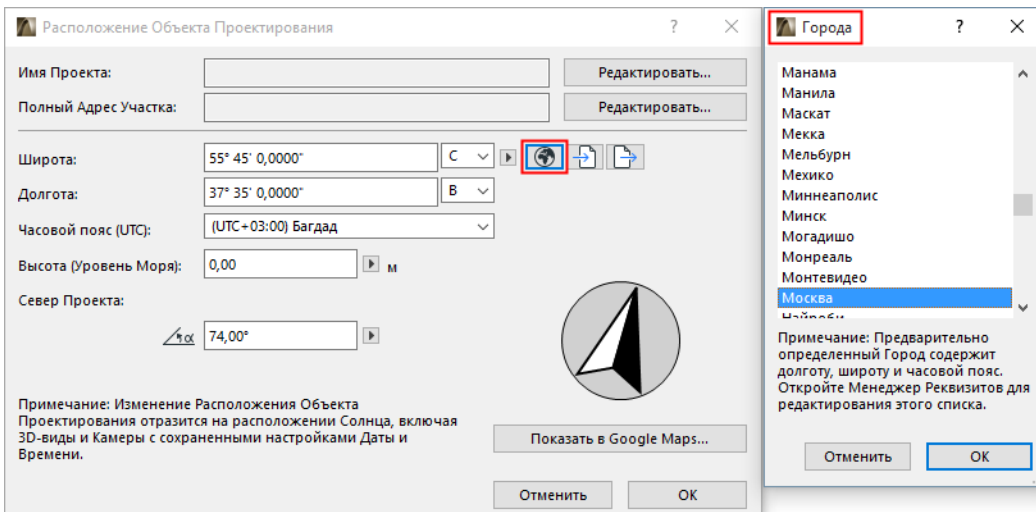 Расположение Объекта Проектирования
?
Имя Проекта:
Редактировать...
Полный Адрес Участка:
Редактировать...
Широта:
55° 45' 0,0000"
С
Долгота:
37° 35' 0,0000"
В
Часовой пояс (UTC):
(UTC+03:00) Багдад
Высота (Уровень Моря):
0,00
м
Север Проекта:
α
74,00°
Примечание: Изменение Расположения Объекта
Проектирования отразится на расположении Солнца, включая
3D-виды и Камеры с сохраненными настройками Даты и
Времени.
Показать в Google Maps...
Отменить
ОК
Города
?
Манама
Манила
Маскат
Мекка
Мельбурн
Мехико
Миннеаполис
Минск
Могадишо
Монреаль
Монтевидео
Москва
Найроби
Примечание: Предварительно
определенный Город содержит
долготу, широту и часовой пояс.
Откройте Менеджер Реквизитов для
редактирования этого списка.
Отменить
ОК